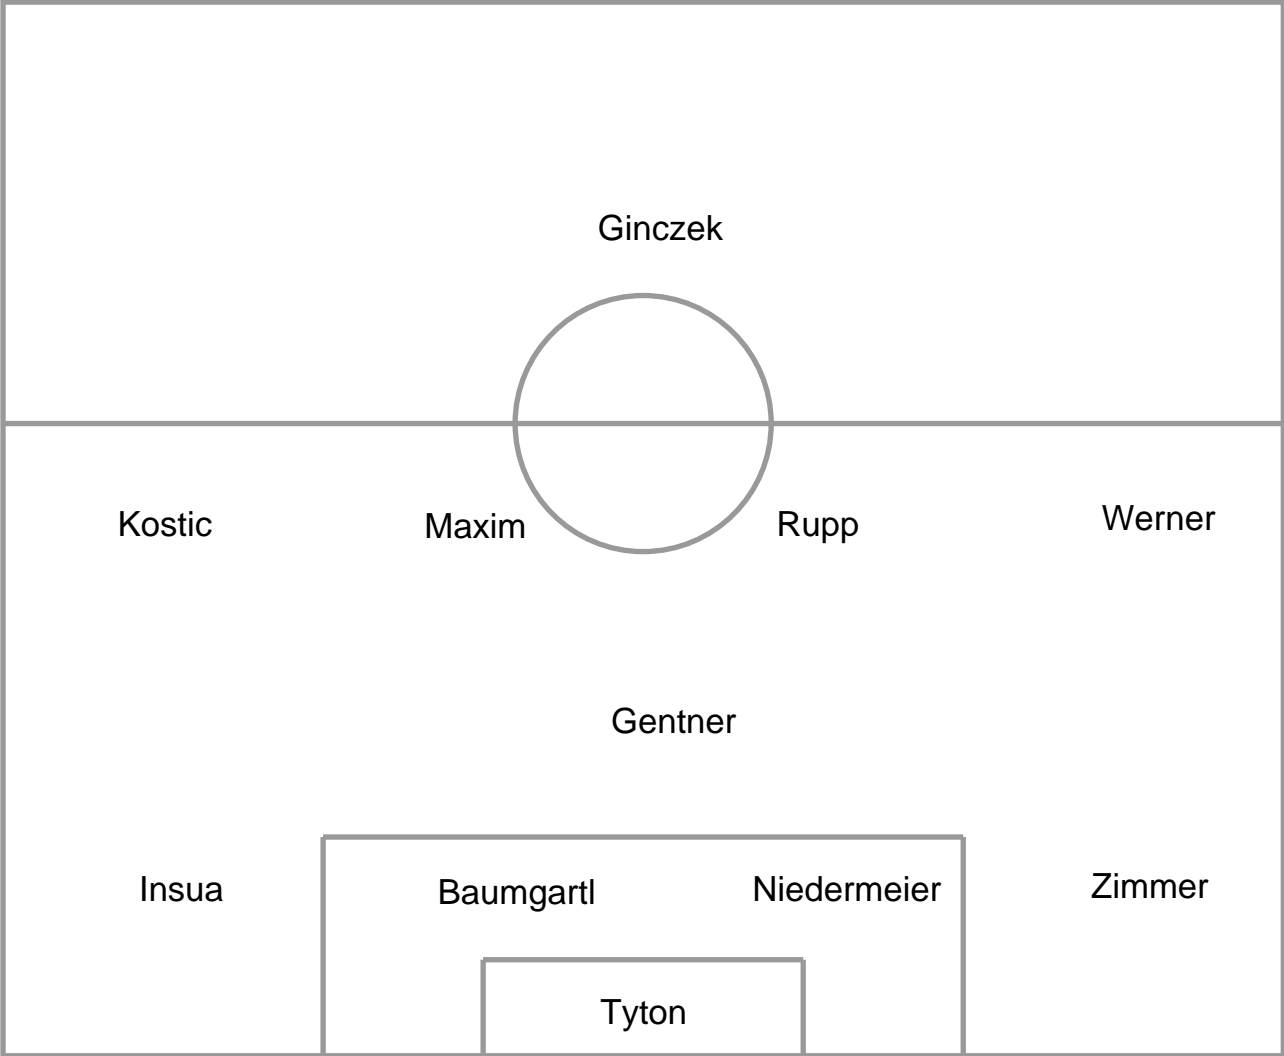 Ginczek
Kostic Maxim Rupp Werner
Gentner
Insua Baumgartl Niedermeier Zimmer
Tyton